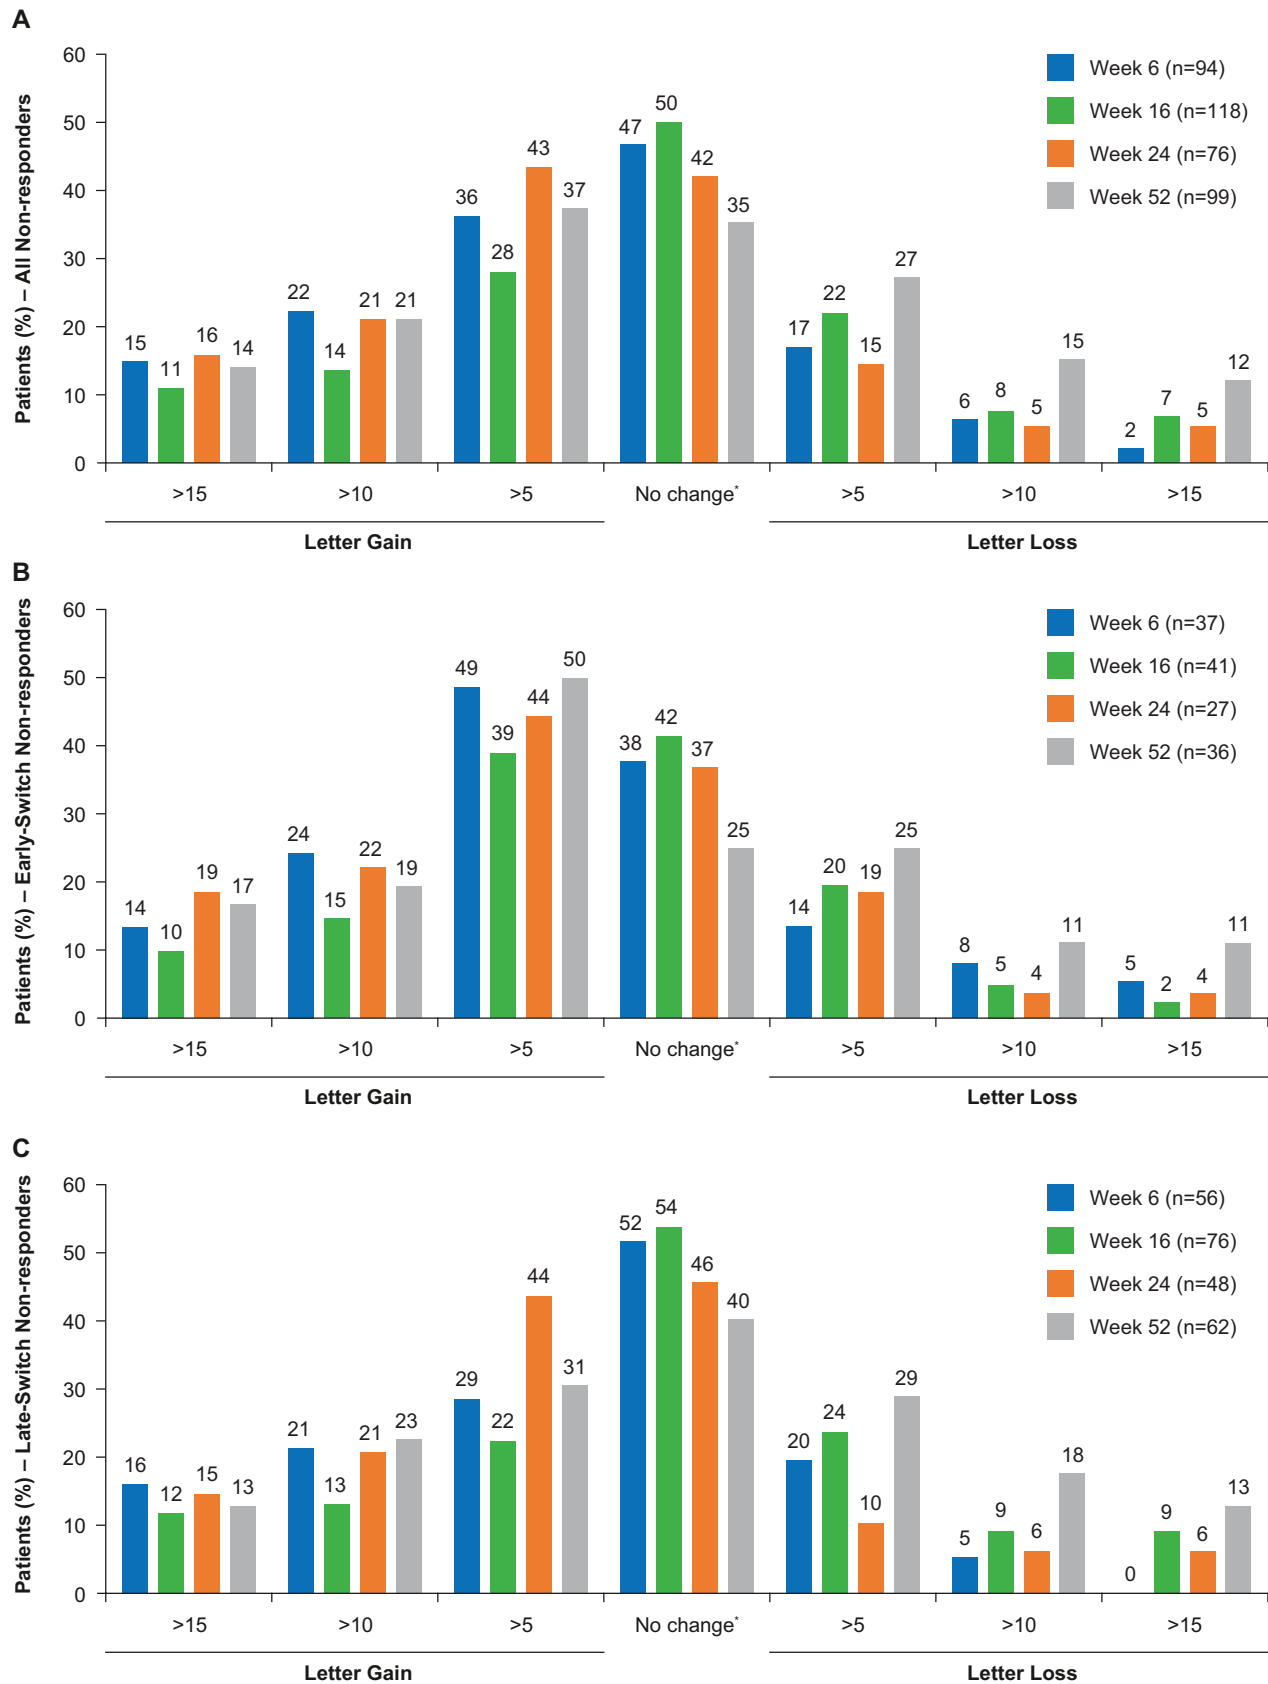 A
Patients (%) – All Non-responders
60
50
40
30
20
10
0
Week 6 (n=94)
Week 16 (n=118)
Week 24 (n=76)
Week 52 (n=99)
15 11 16 14
22 14 21 21
36 28 43 37
47 50 42 35
17 22 15 27
6 8 5 15
2 7 5 12
>15 >10 >5 No change* >5 >10 >15
Letter Gain Letter Loss
B
Patients (%) – Early-Switch Non-responders
60
50
40
30
20
10
0
Week 6 (n=37)
Week 16 (n=41)
Week 24 (n=27)
Week 52 (n=36)
14 10 19 17
24 15 22 19
49 39 44 50
38 42 37 25
14 20 19 25
8 5 4 11
5 2 4 11
>15 >10 >5 No change* >5 >10 >15
Letter Gain Letter Loss
C
Patients (%) – Late-Switch Non-responders
60
50
40
30
20
10
0
Week 6 (n=56)
Week 16 (n=76)
Week 24 (n=48)
Week 52 (n=62)
16 12 15 13
21 13 21 23
29 22 44 31
52 54 46 40
20 24 10 29
5 9 6 18
0 9 6 13
>15 >10 >5 No change* >5 >10 >15
Letter Gain Letter Loss